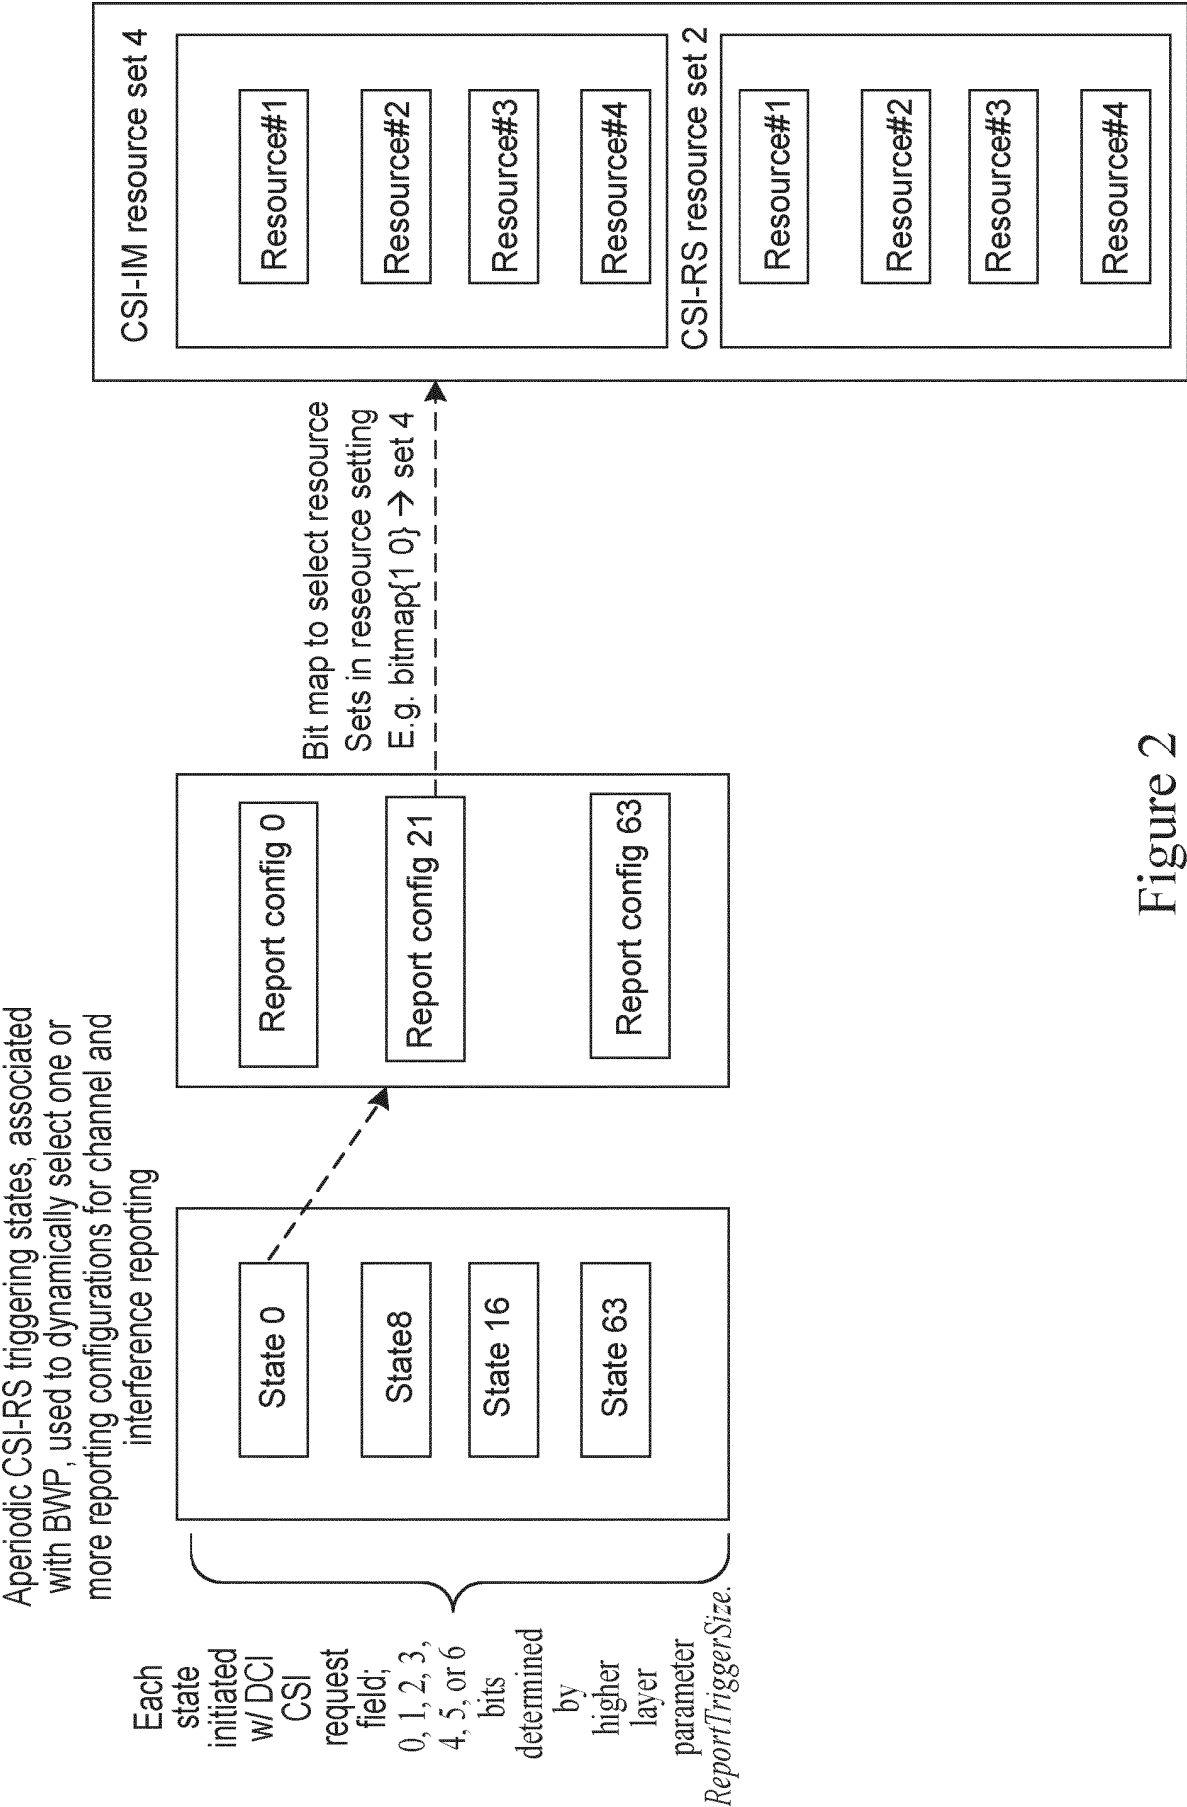 Aperiodic CSI-RS triggering states, associated
with BWP, used to dynamically select one or
more reporting configurations for channel and
interference reporting
Each
state
initiated
w/ DCI
CSI
request
field;
0, 1, 2, 3,
4, 5, or 6
bits
determined
by
higher
layer
parameter
ReportTriggerSize.
State 0
State8
State 16
State 63
Report config 0
Report config 21
Report config 63
Bit map to select resource
Sets in reseource setting
E.g. bitmap{1 0} → set 4
CSI-IM resource set 4
Resource#1
Resource#2
Resource#3
Resource#4
CSI-RS resource set 2
Resource#1
Resource#2
Resource#3
Resource#4
Figure 2